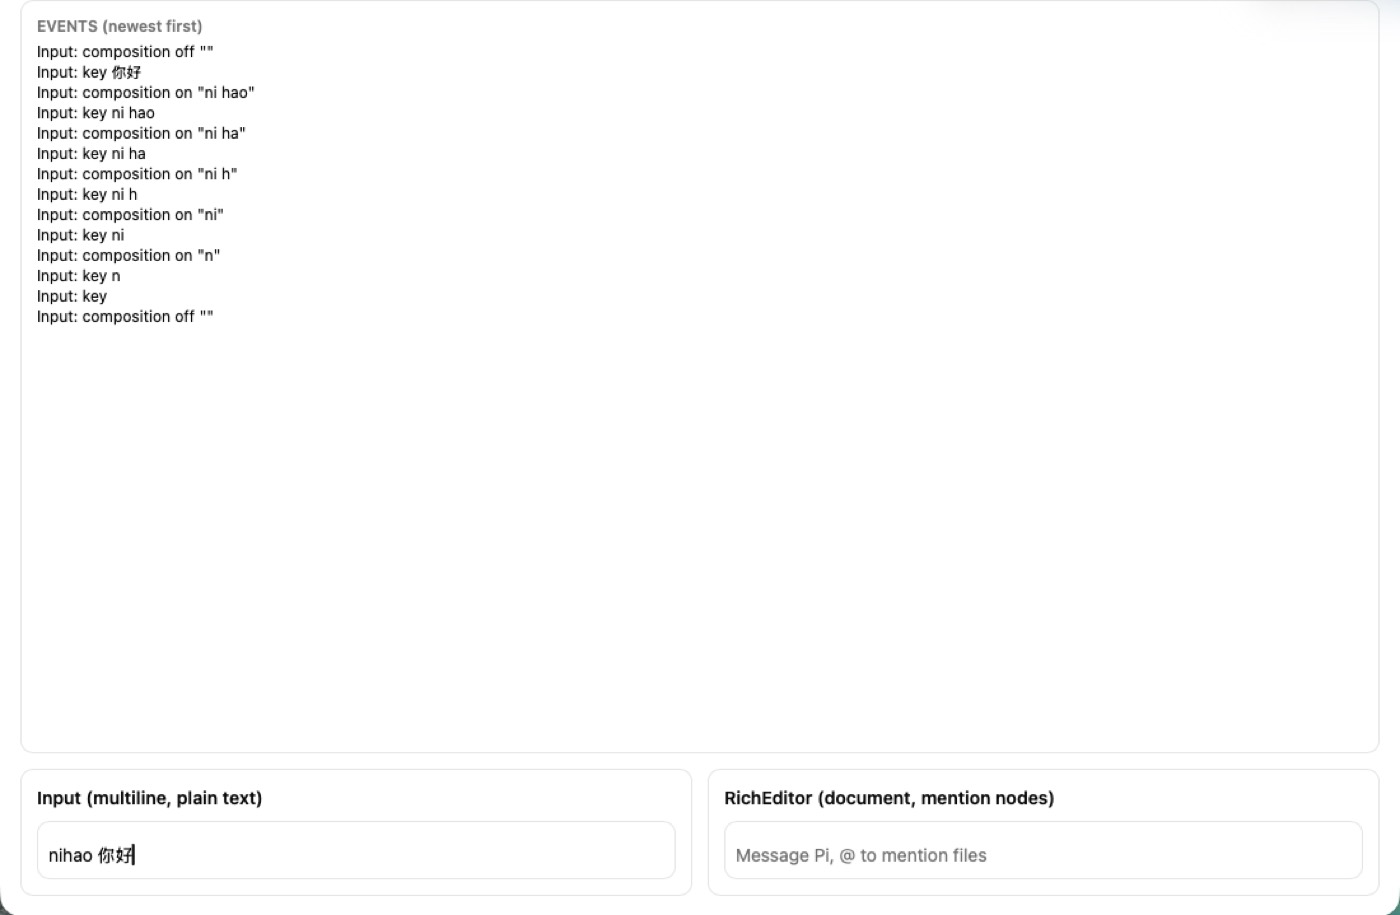 EVENTS (newest first)
Input: composition off ""
Input: key 你好
Input: composition on "ni hao"
Input: key ni hao
Input: composition on "ni ha"
Input: key ni ha
Input: composition on "ni h"
Input: key ni h
Input: composition on "ni"
Input: key ni
Input: composition on "n"
Input: key n
Input: key
Input: composition off ""
Input (multiline, plain text)
nihao 你好
RichEditor (document, mention nodes)
Message Pi, @ to mention files